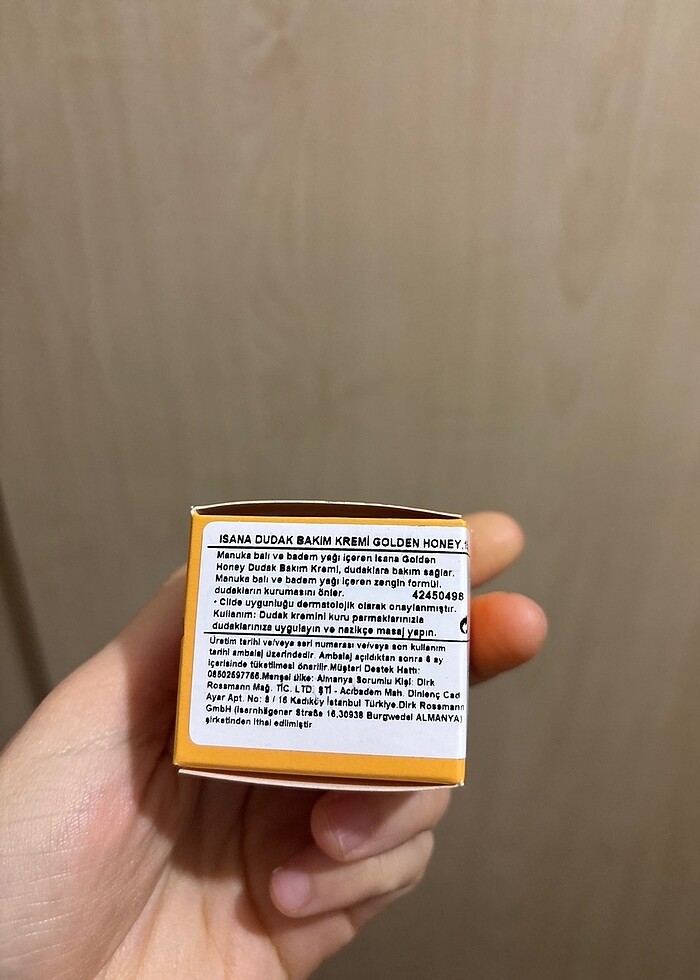 ISANA DUDAK BAKIM KREMİ GOLDEN HONEY.
Manuka balı ve badem yağı içeren Isana Golden
Honey Dudak Bakım Kremi, dudaklara bakım sağlar.
Manuka balı ve badem yağı içeren zengin formül.
dudakların kurumasını önler. 42450498
• Cilde uygunluğu dermatolojik olarak onaylanmıştır.
Kullanım: Dudak kremini kuru parmaklarınızla
dudaklarınıza uygulayın ve nazikçe masaj yapın.
Üretim tarihi ve/veya seri numarası ve/veya son kullanım
tarihi ambalaj üzerindedir. Ambalaj açıldıktan sonra 6 ay
içerisinde tüketilmesi önerilir.Müşteri Destek Hattı:
08502597766.Menşei ülke: Almanya Sorumlu Kişi: Dirk
Rossmann Mağ. TİC. LTD. ŞTİ - Acıbadem Mah. Dinlenç Cad
Ayar Apt. No: 8 / 16 Kadıköy İstanbul Türkiye.Dirk Rossmann
GmbH (Isernhägener Straße 16,30938 Burgwedel ALMANYA)
şirketinden ithal edilmiştir